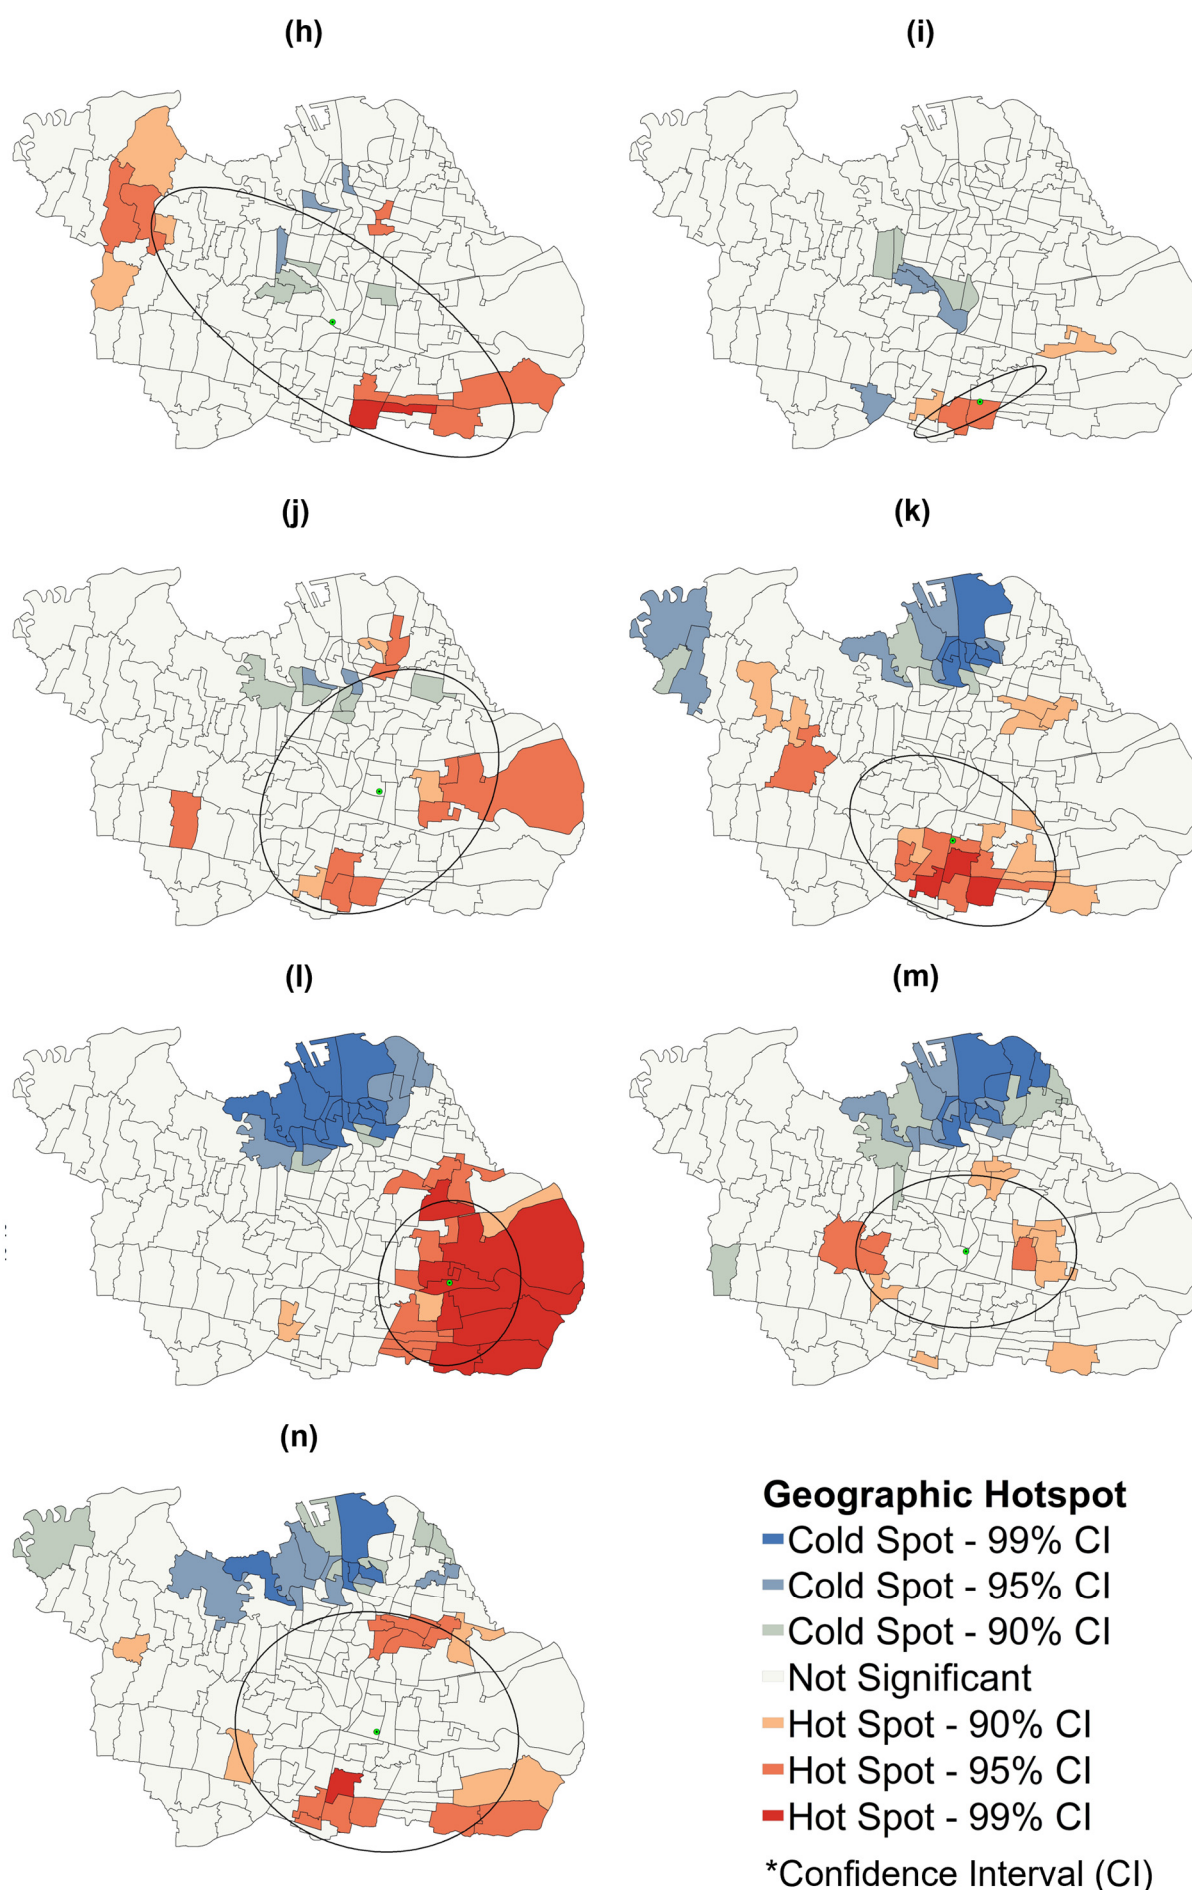 (h)
(i)
(j)
(k)
(l)
(m)
(n)
Geographic Hotspot
Cold Spot - 99% CI
Cold Spot - 95% CI
Cold Spot - 90% CI
Not Significant
Hot Spot - 90% CI
Hot Spot - 95% CI
Hot Spot - 99% CI
*Confidence Interval (CI)